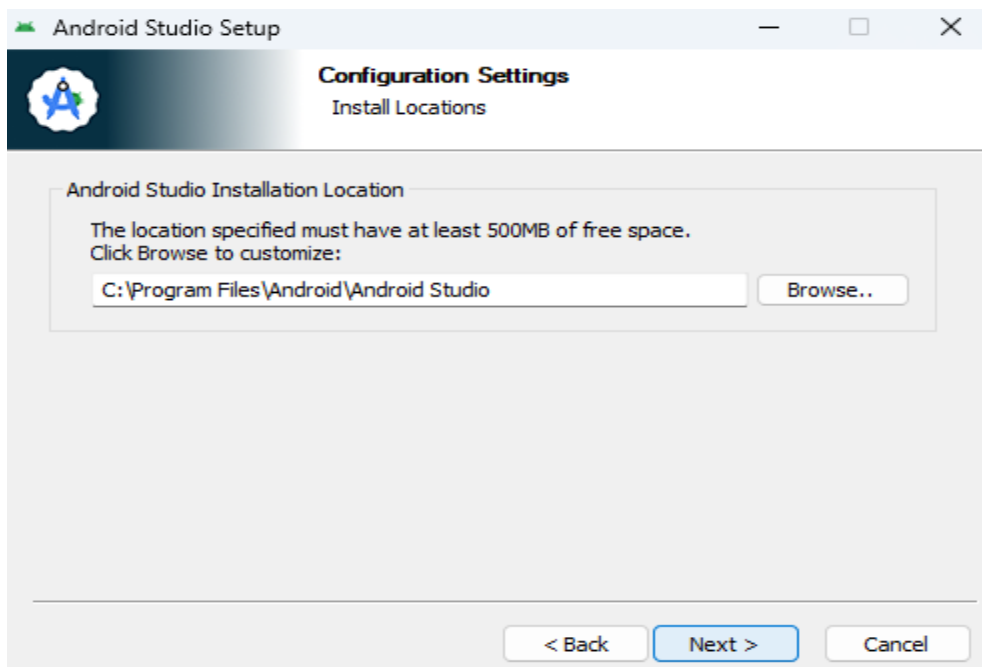 Android Studio Setup
Configuration Settings
Install Locations
Android Studio Installation Location
The location specified must have at least 500MB of free space.
Click Browse to customize:
C:\Program Files\Android\Android Studio
Browse..
< Back
Next >
Cancel